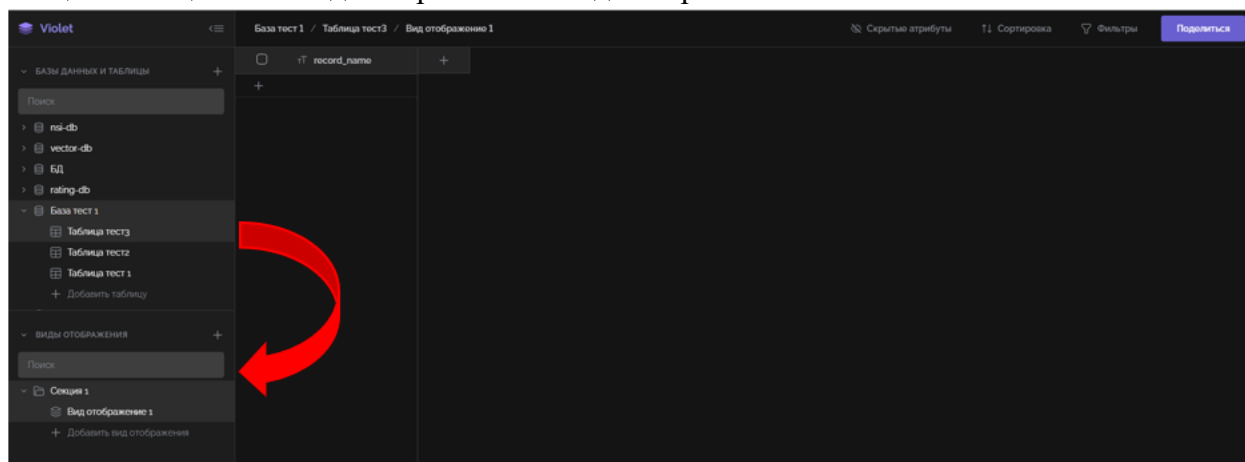 Violet
База тест 1 / Таблица тест3 / Вид отображение 1
Скрытые атрибуты
Сортировка
Фильтры
Поделиться
БАЗЫ ДАННЫХ И ТАБЛИЦЫ
Поиск
nsi-db
vector-db
БД
rating-db
База тест 1
Таблица тест3
Таблица тест2
Таблица тест 1
+ Добавить таблицу
ВИДЫ ОТОБРАЖЕНИЯ
Поиск
Секция 1
Вид отображение 1
+ Добавить вид отображения
тТ record_name